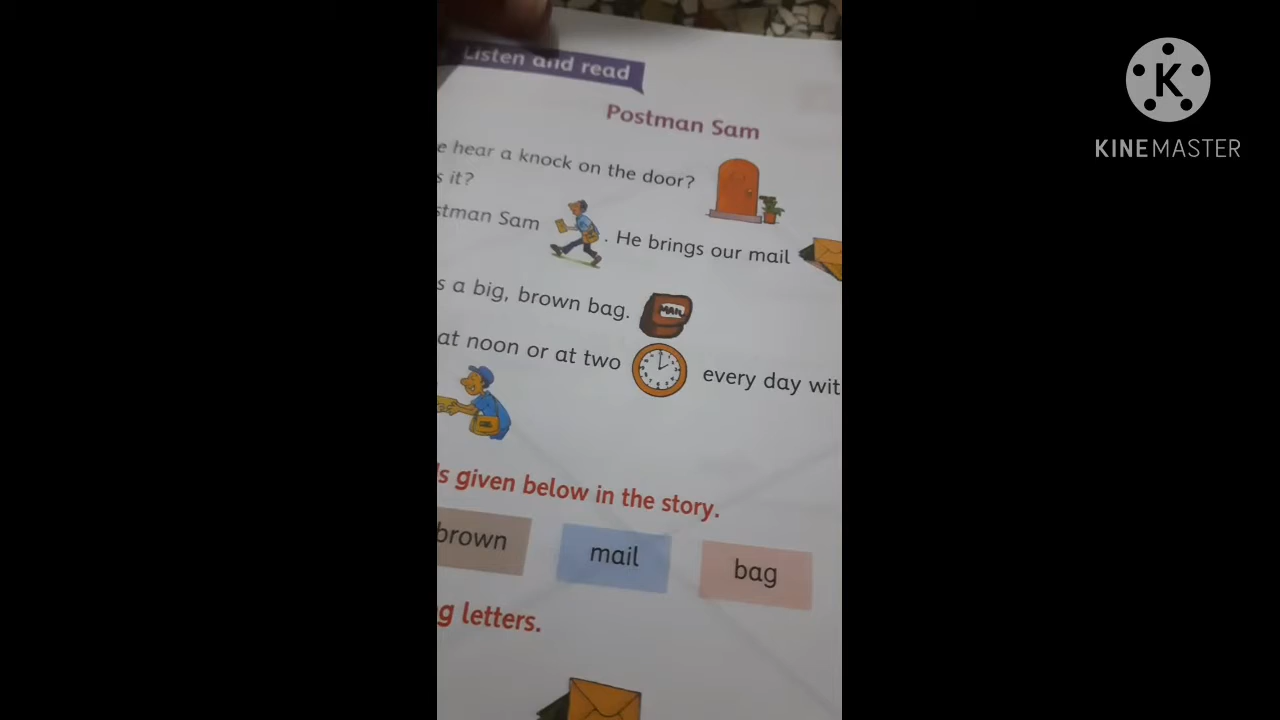 Listen and read
Postman Sam
e hear a knock on the door?
s it?
stman Sam . He brings our mail
s a big, brown bag.
MAIL
at noon or at two every day wit
ls given below in the story.
brown mail bag
g letters.
K
KINEMASTER